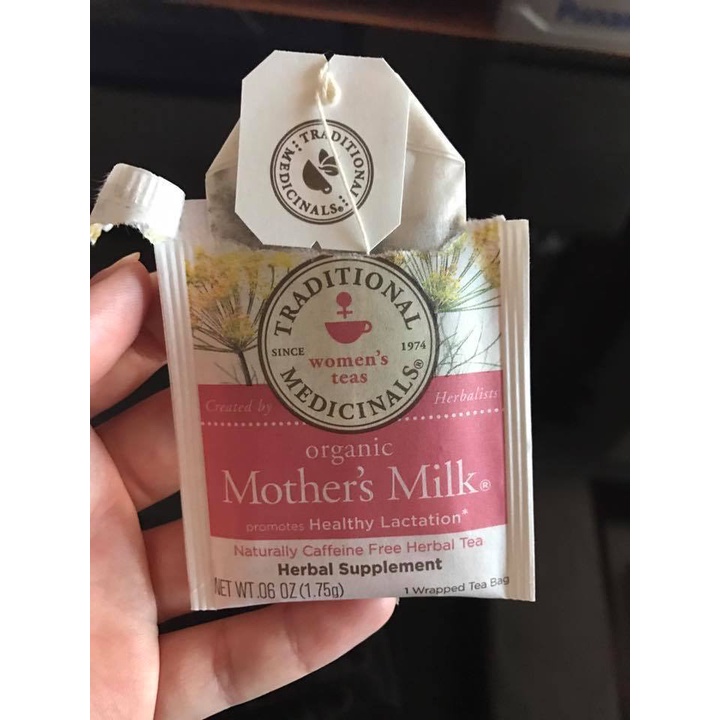 TRADITIONAL
MEDICINALS®
TRADITIONAL
SINCE 1974
women's
teas
MEDICINALS®
Created by Herbalists
organic
Mother's Milk®
promotes Healthy Lactation*
Naturally Caffeine Free Herbal Tea
Herbal Supplement
NET WT .06 OZ (1.75g) 1 Wrapped Tea Bag